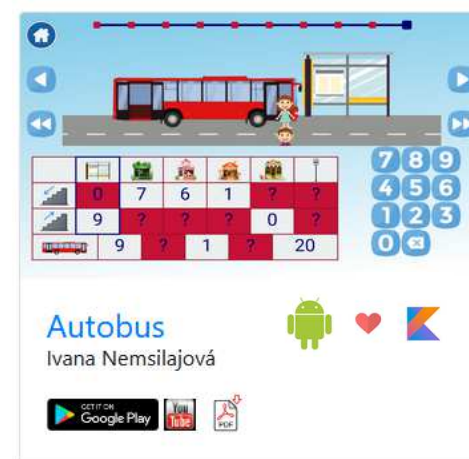 0 7 6 1 ? ?
9 ? ? ? 0 ?
9 ? 1 ? 20
7 8 9
4 5 6
1 2 3
0
Autobus
Ivana Nemsilajová
GET IT ON
Google Play
You
Tube
PDF